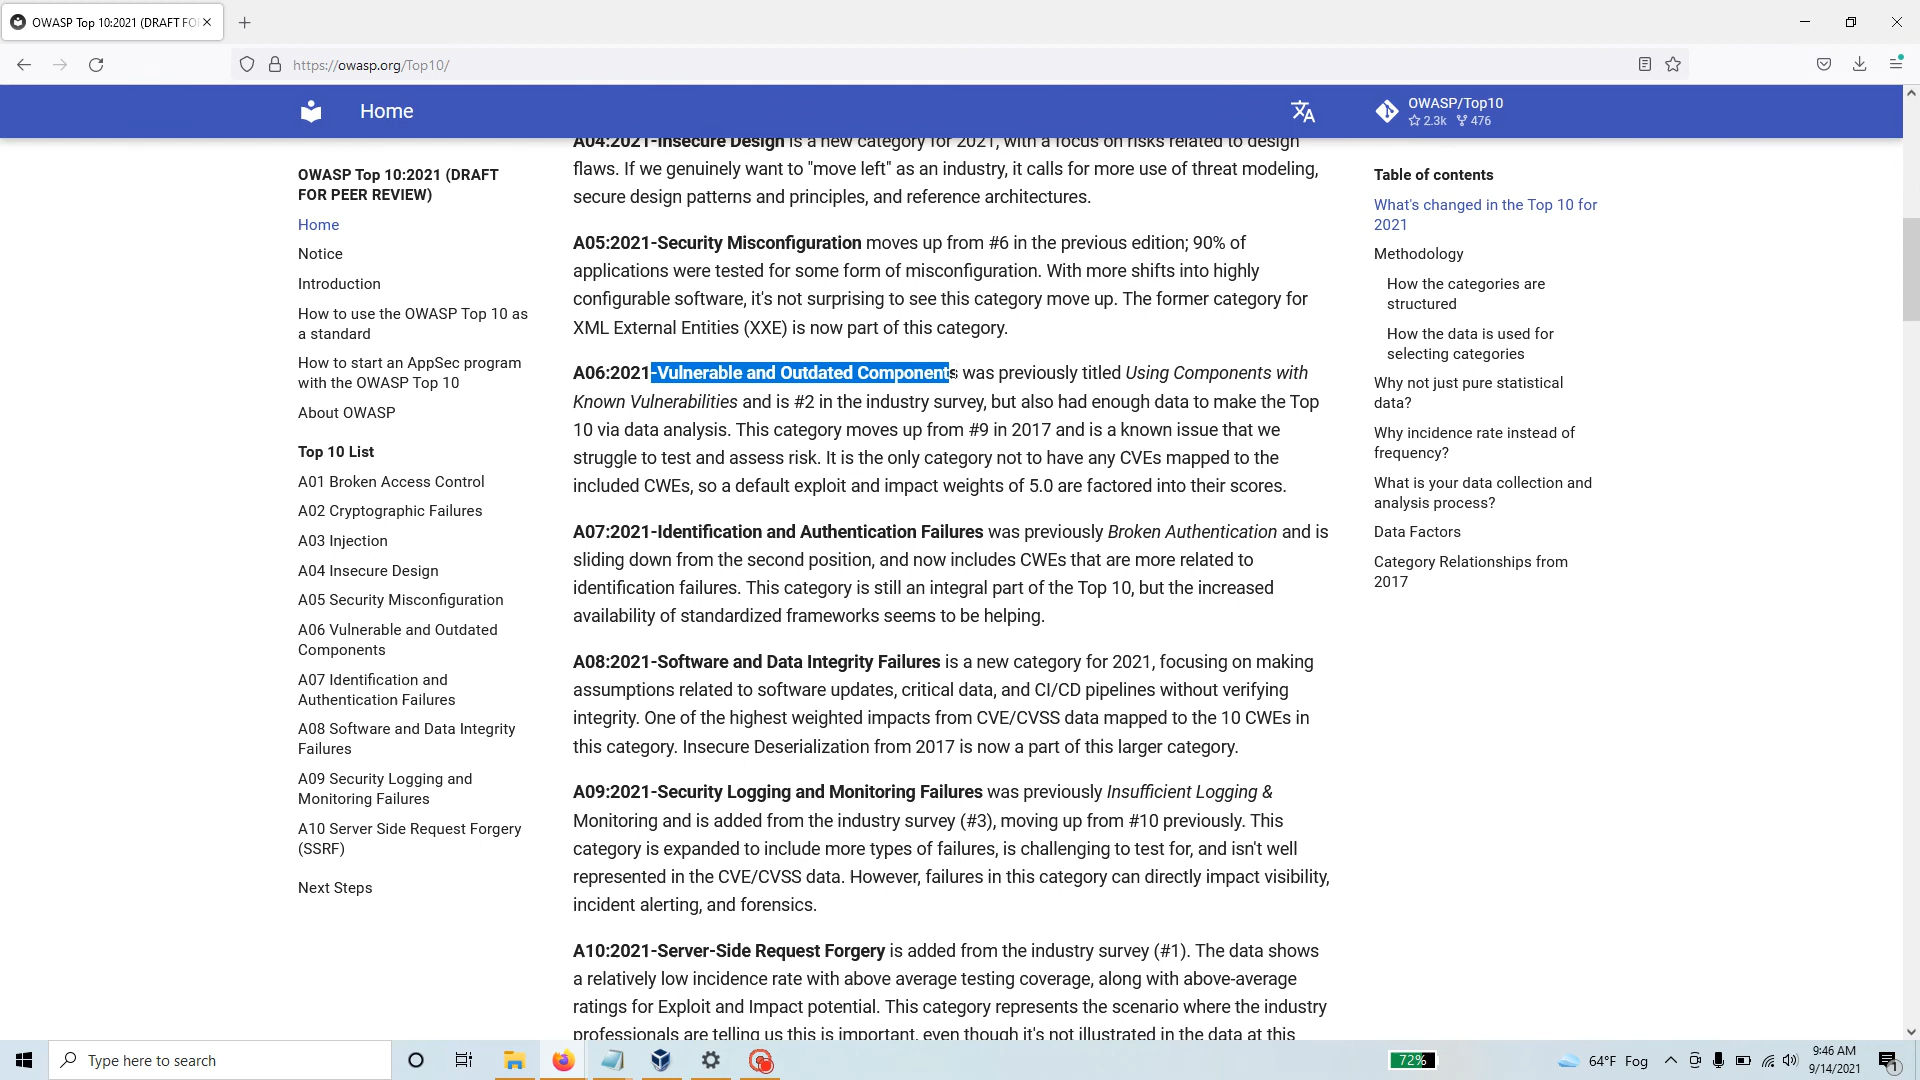 OWASP Top 10:2021 (DRAFT FO
https://owasp.org/Top10/
Home
OWASP/Top10
2.3k 476
OWASP Top 10:2021 (DRAFT
FOR PEER REVIEW)
Home
Notice
Introduction
How to use the OWASP Top 10 as
a standard
How to start an AppSec program
with the OWASP Top 10
About OWASP
Top 10 List
A01 Broken Access Control
A02 Cryptographic Failures
A03 Injection
A04 Insecure Design
A05 Security Misconfiguration
A06 Vulnerable and Outdated
Components
A07 Identification and
Authentication Failures
A08 Software and Data Integrity
Failures
A09 Security Logging and
Monitoring Failures
A10 Server Side Request Forgery
(SSRF)
Next Steps
A04:2021-Insecure Design is a new category for 2021, with a focus on risks related to design
flaws. If we genuinely want to "move left" as an industry, it calls for more use of threat modeling,
secure design patterns and principles, and reference architectures.
A05:2021-Security Misconfiguration moves up from #6 in the previous edition; 90% of
applications were tested for some form of misconfiguration. With more shifts into highly
configurable software, it's not surprising to see this category move up. The former category for
XML External Entities (XXE) is now part of this category.
A06:2021-Vulnerable and Outdated Components was previously titled Using Components with
Known Vulnerabilities and is #2 in the industry survey, but also had enough data to make the Top
10 via data analysis. This category moves up from #9 in 2017 and is a known issue that we
struggle to test and assess risk. It is the only category not to have any CVEs mapped to the
included CWEs, so a default exploit and impact weights of 5.0 are factored into their scores.
A07:2021-Identification and Authentication Failures was previously Broken Authentication and is
sliding down from the second position, and now includes CWEs that are more related to
identification failures. This category is still an integral part of the Top 10, but the increased
availability of standardized frameworks seems to be helping.
A08:2021-Software and Data Integrity Failures is a new category for 2021, focusing on making
assumptions related to software updates, critical data, and CI/CD pipelines without verifying
integrity. One of the highest weighted impacts from CVE/CVSS data mapped to the 10 CWEs in
this category. Insecure Deserialization from 2017 is now a part of this larger category.
A09:2021-Security Logging and Monitoring Failures was previously Insufficient Logging &
Monitoring and is added from the industry survey (#3), moving up from #10 previously. This
category is expanded to include more types of failures, is challenging to test for, and isn't well
represented in the CVE/CVSS data. However, failures in this category can directly impact visibility,
incident alerting, and forensics.
A10:2021-Server-Side Request Forgery is added from the industry survey (#1). The data shows
a relatively low incidence rate with above average testing coverage, along with above-average
ratings for Exploit and Impact potential. This category represents the scenario where the industry
professionals are telling us this is important, even though it's not illustrated in the data at this
Table of contents
What's changed in the Top 10 for
2021
Methodology
How the categories are
structured
How the data is used for
selecting categories
Why not just pure statistical
data?
Why incidence rate instead of
frequency?
What is your data collection and
analysis process?
Data Factors
Category Relationships from
2017
Type here to search
72%
64°F Fog
9:46 AM
9/14/2021
1